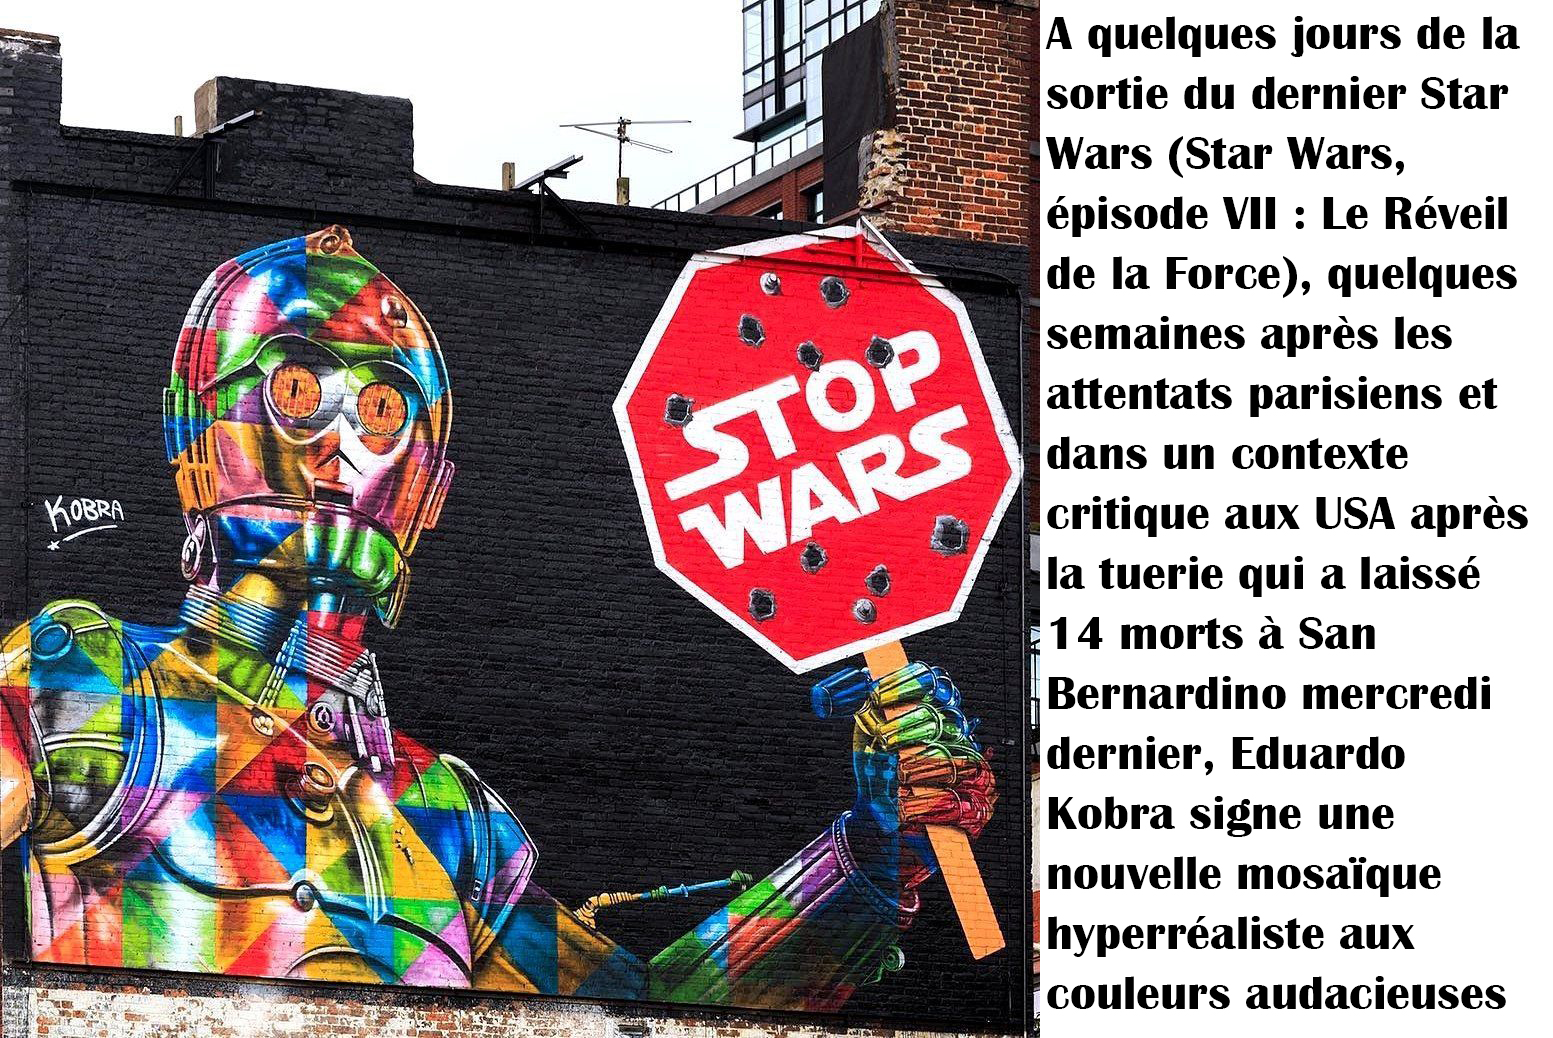 KOBRA
STOP
WARS
A quelques jours de la
sortie du dernier Star
Wars (Star Wars,
épisode VII : Le Réveil
de la Force), quelques
semaines après les
attentats parisiens et
dans un contexte
critique aux USA après
la tuerie qui a laissé
14 morts à San
Bernardino mercredi
dernier, Eduardo
Kobra signe une
nouvelle mosaïque
hyperréaliste aux
couleurs audacieuses